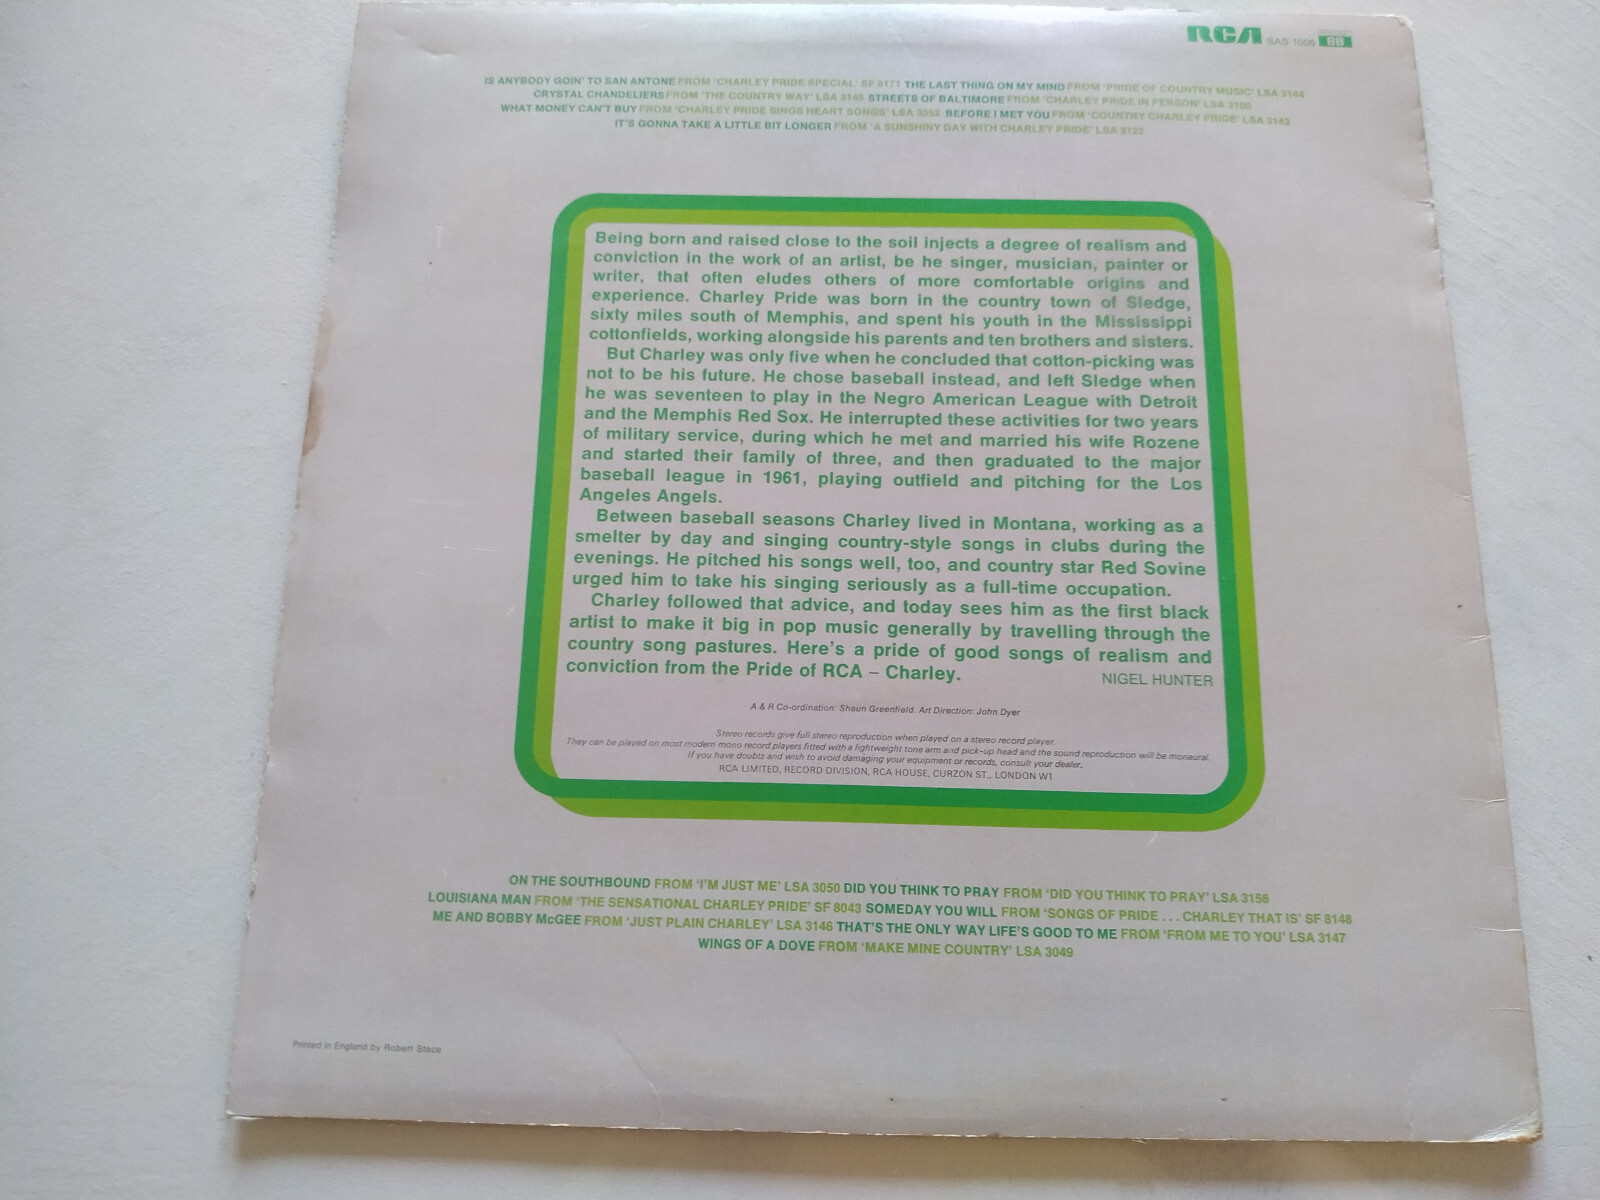 RCA SAS 1005
IS ANYBODY GOIN' TO SAN ANTONE FROM 'CHARLEY PRIDE SPECIAL' SF 8171 THE LAST THING ON MY MIND FROM 'PRIDE OF COUNTRY MUSIC' LSA 3144
CRYSTAL CHANDELIERS FROM 'THE COUNTRY WAY' LSA 3145 STREETS OF BALTIMORE FROM 'CHARLEY PRIDE IN PERSON' LSA
WHAT MONEY CAN'T BUY FROM 'CHARLEY PRIDE SINGS HEART SONGS' LSA 3052 BEFORE I MET YOU FROM 'COUNTRY CHARLEY PRIDE' LSA 3143
IT'S GONNA TAKE A LITTLE BIT LONGER FROM 'A SUNSHINY DAY WITH CHARLEY PRIDE' LSA 3122
Being born and raised close to the soil injects a degree of realism and
conviction in the work of an artist, be he singer, musician, painter or
writer, that often eludes others of more comfortable origins and
experience. Charley Pride was born in the country town of Sledge,
sixty miles south of Memphis, and spent his youth in the Mississippi
cottonfields, working alongside his parents and ten brothers and sisters.
But Charley was only five when he concluded that cotton-picking was
not to be his future. He chose baseball instead, and left Sledge when
he was seventeen to play in the Negro American League with Detroit
and the Memphis Red Sox. He interrupted these activities for two years
of military service, during which he met and married his wife Rozene
and started their family of three, and then graduated to the major
baseball league in 1961, playing outfield and pitching for the Los
Angeles Angels.
Between baseball seasons Charley lived in Montana, working as a
smelter by day and singing country-style songs in clubs during the
evenings. He pitched his songs well, too, and country star Red Sovine
urged him to take his singing seriously as a full-time occupation.
Charley followed that advice, and today sees him as the first black
artist to make it big in pop music generally by travelling through the
country song pastures. Here's a pride of good songs of realism and
conviction from the Pride of RCA – Charley. NIGEL HUNTER
A & R Co-ordination: Shaun Greenfield. Art Direction: John Dyer
Stereo records give full stereo reproduction when played on a stereo record player.
They can be played on most modern mono record players fitted with a lightweight tone arm and pick-up head and the sound reproduction will be monaural.
If you have doubts and wish to avoid damaging your equipment or records, consult your dealer.
RCA LIMITED, RECORD DIVISION, RCA HOUSE, CURZON ST., LONDON W1
ON THE SOUTHBOUND FROM 'I'M JUST ME' LSA 3050 DID YOU THINK TO PRAY FROM 'DID YOU THINK TO PRAY' LSA 3156
LOUISIANA MAN FROM 'THE SENSATIONAL CHARLEY PRIDE' SF 8043 SOMEDAY YOU WILL FROM 'SONGS OF PRIDE . . . CHARLEY THAT IS' SF 8148
ME AND BOBBY McGEE FROM 'JUST PLAIN CHARLEY' LSA 3146 THAT'S THE ONLY WAY LIFE'S GOOD TO ME FROM 'FROM ME TO YOU' LSA 3147
WINGS OF A DOVE FROM 'MAKE MINE COUNTRY' LSA 3049
Printed in England by Robert Stace